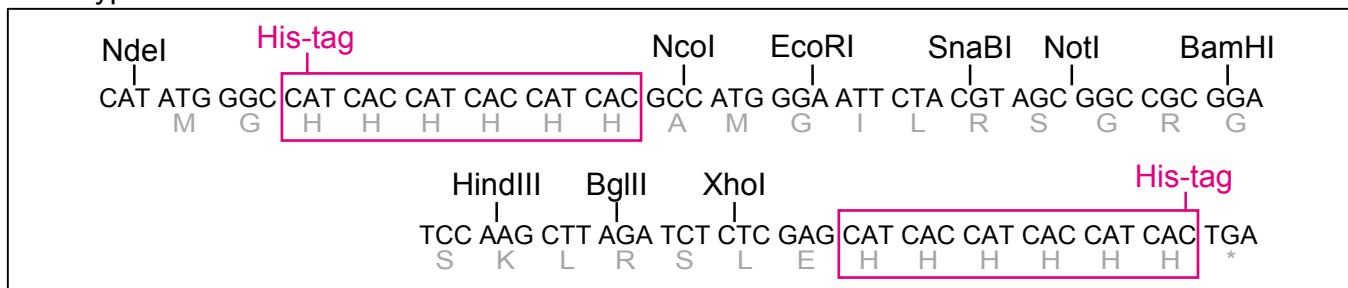 His-tag
NdeI NcoI EcoRI SnaBI NotI BamHI
CAT ATG GGC CAT CAC CAT CAC CAT CAC GCC ATG GGA ATT CTA CGT AGC GGC CGC GGA
M G H H H H H H A M G I L R S G R G
HindIII BglII XhoI His-tag
TCC AAG CTT AGA TCT CTC GAG CAT CAC CAT CAC CAT CAC TGA
S K L R S L E H H H H H H *